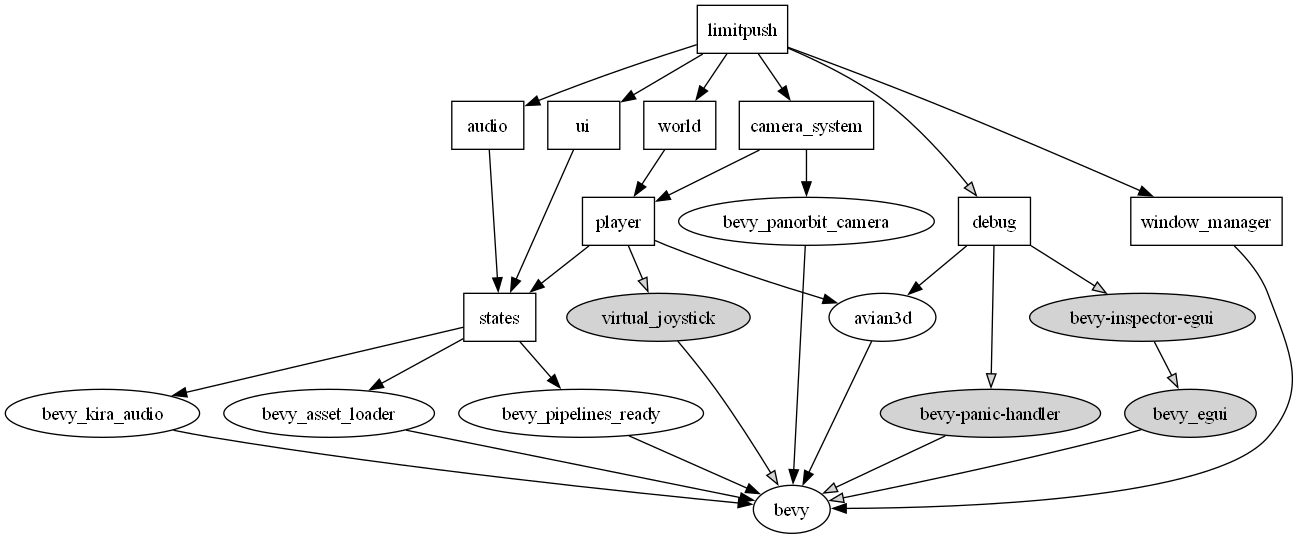 limitpush
audio
ui
world
camera_system
player
bevy_panorbit_camera
debug
window_manager
states
virtual_joystick
avian3d
bevy-inspector-egui
bevy_kira_audio
bevy_asset_loader
bevy_pipelines_ready
bevy-panic-handler
bevy_egui
bevy